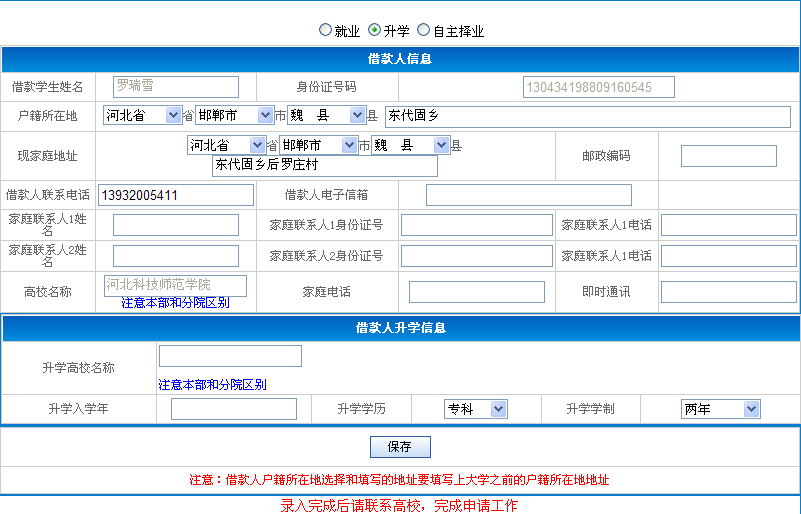 就业 升学 自主择业
借款人信息
借款学生姓名 罗瑞雪 身份证号码 130434198809160545
户籍所在地 河北省 省 邯郸市 市 魏 县 县 东代固乡
现家庭地址 河北省 省 邯郸市 市 魏 县 县 邮政编码
东代固乡后罗庄村
借款人联系电话 13932005411 借款人电子信箱
家庭联系人1姓名 家庭联系人1身份证号 家庭联系人1电话
家庭联系人2姓名 家庭联系人2身份证号 家庭联系人1电话
高校名称 河北科技师范学院 家庭电话 即时通讯
注意本部和分院区别
借款人升学信息
升学高校名称
注意本部和分院区别
升学入学年 升学学历 专科 升学学制 两年
保存
注意：借款人户籍所在地选择和填写的地址要填写上大学之前的户籍所在地地址
录入完成后请联系高校，完成申请工作